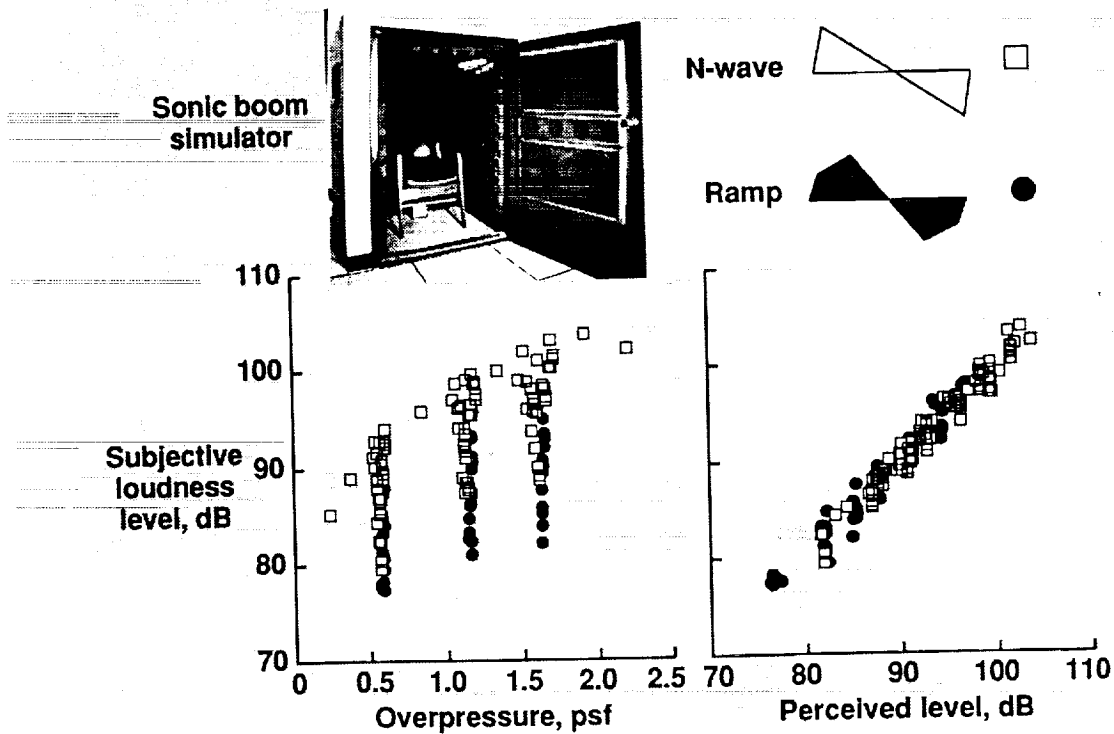 Sonic boom
simulator
N-wave
Ramp
110
100
90
80
70
Subjective
loudness
level, dB
0 0.5 1.0 1.5 2.0 2.5
Overpressure, psf
70 80 90 100 110
Perceived level, dB